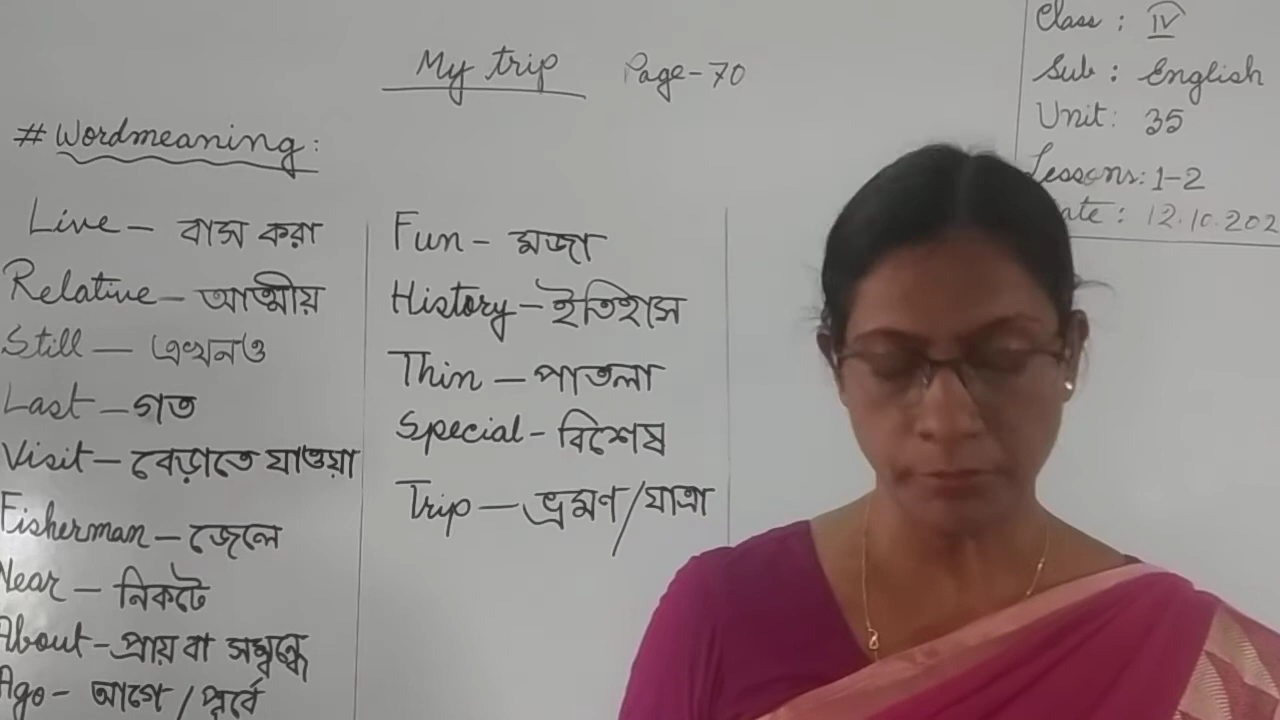 My trip Page-70
Class : IV
Sub : English
Unit: 35
Lessons: 1-2
12.10.202
#Wordmeaning:
Live – বাস করা
Relative – আত্মীয়
Still – এখনও
Last – গত
Visit – বেড়াতে যাওয়া
Fisherman – জেলে
Near – নিকটে
About – প্রায় বা সম্বন্ধে
Ago – আগে / পূর্বে
Fun – মজা
History – ইতিহাস
Thin – পাতলা
Special – বিশেষ
Trip – ভ্রমণ/যাত্রা